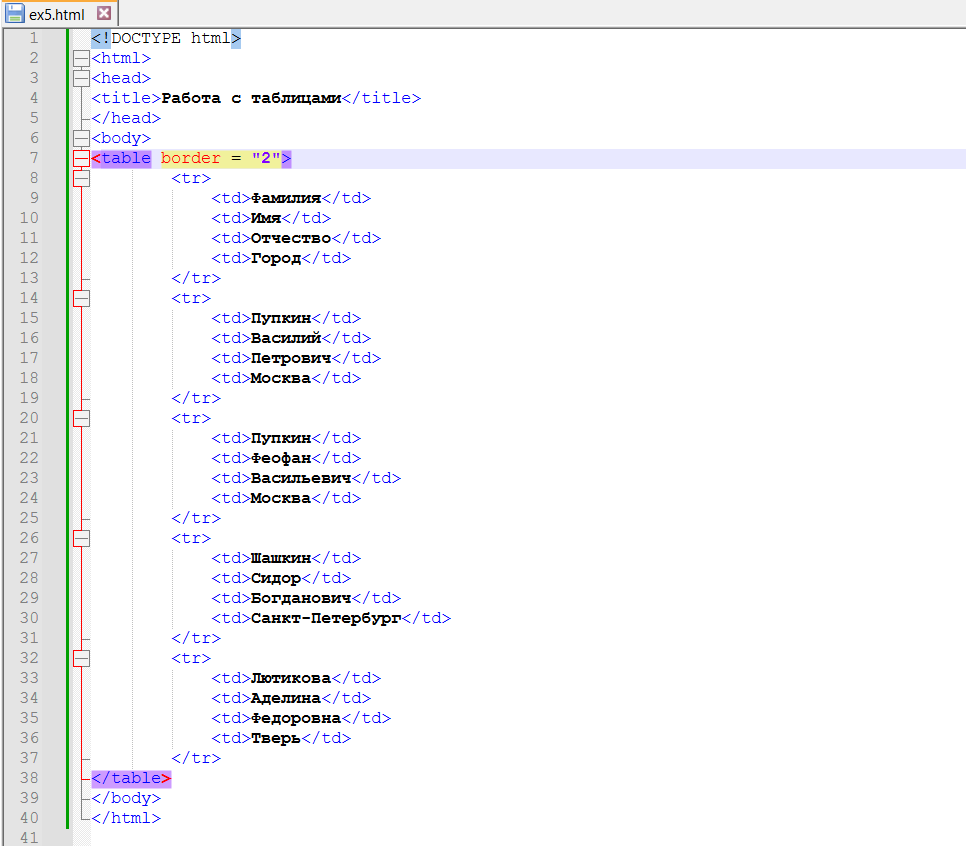 ex5.html
1 <!DOCTYPE html>
2 <html>
3 <head>
4 <title>Работа с таблицами</title>
5 </head>
6 <body>
7 <table border = "2">
8 <tr>
9 <td>Фамилия</td>
10 <td>Имя</td>
11 <td>Отчество</td>
12 <td>Город</td>
13 </tr>
14 <tr>
15 <td>Пупкин</td>
16 <td>Василий</td>
17 <td>Петрович</td>
18 <td>Москва</td>
19 </tr>
20 <tr>
21 <td>Пупкин</td>
22 <td>Феофан</td>
23 <td>Васильевич</td>
24 <td>Москва</td>
25 </tr>
26 <tr>
27 <td>Шашкин</td>
28 <td>Сидор</td>
29 <td>Богданович</td>
30 <td>Санкт-Петербург</td>
31 </tr>
32 <tr>
33 <td>Лютикова</td>
34 <td>Аделина</td>
35 <td>Федоровна</td>
36 <td>Тверь</td>
37 </tr>
38 </table>
39 </body>
40 </html>
41